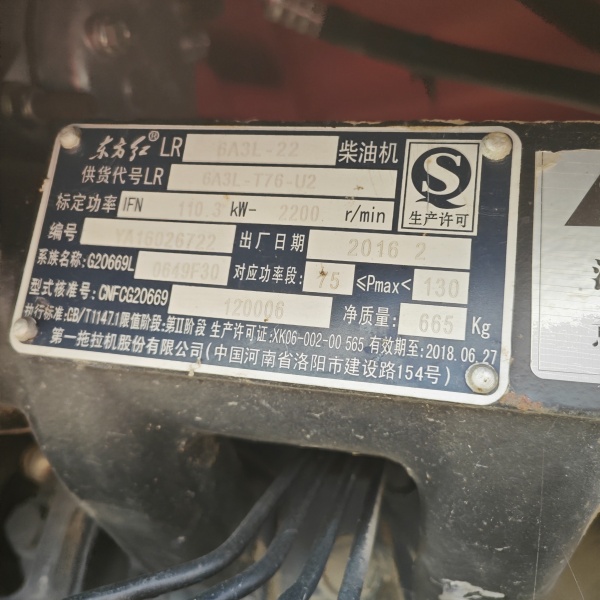 东方红® LR 6A3L-22 柴油机
供货代号LR 6A3L-T76-U2
标定功率 IFN 110.3 kW- 2200. r/min
QS 生产许可
编号 YA16026722 出厂日期 2016 2
系族名称:G20669L 0649F30 对应功率段: 75 ≤Pmax< 130
型式核准号:CNFCG20669 120006 净质量: 665 Kg
执行标准:GB/T1147.1限值阶段:第Ⅱ阶段 生产许可证:XK06-002-00 565 有效期至:2018.06.27
第一拖拉机股份有限公司(中国河南省洛阳市建设路154号)